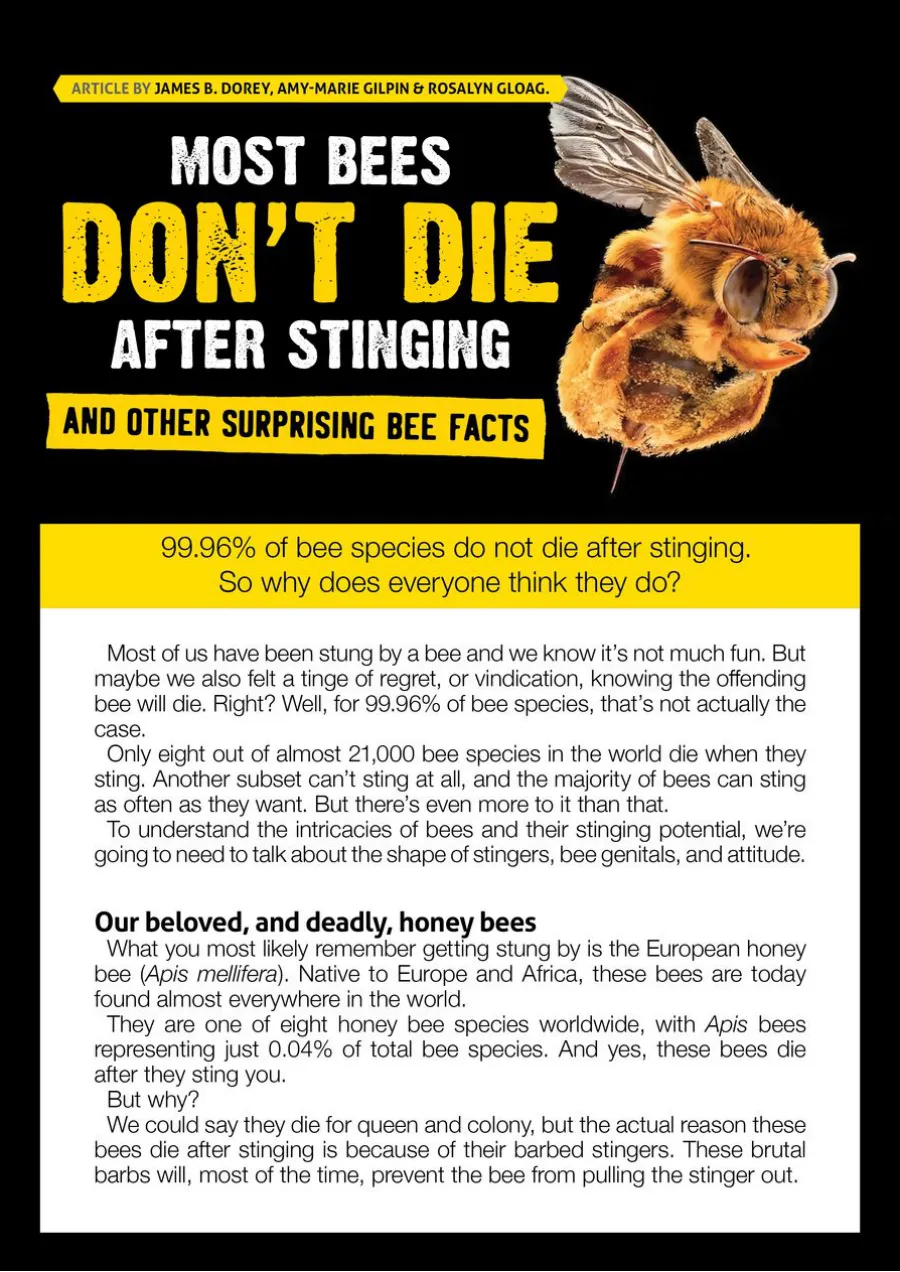 ARTICLE BY JAMES B. DOREY, AMY-MARIE GILPIN & ROSALYN GLOAG.
MOST BEES
DON'T DIE
AFTER STINGING
AND OTHER SURPRISING BEE FACTS
99.96% of bee species do not die after stinging.
So why does everyone think they do?
Most of us have been stung by a bee and we know it's not much fun. But
maybe we also felt a tinge of regret, or vindication, knowing the offending
bee will die. Right? Well, for 99.96% of bee species, that's not actually the
case.
Only eight out of almost 21,000 bee species in the world die when they
sting. Another subset can't sting at all, and the majority of bees can sting
as often as they want. But there's even more to it than that.
To understand the intricacies of bees and their stinging potential, we're
going to need to talk about the shape of stingers, bee genitals, and attitude.
Our beloved, and deadly, honey bees
What you most likely remember getting stung by is the European honey
bee (Apis mellifera). Native to Europe and Africa, these bees are today
found almost everywhere in the world.
They are one of eight honey bee species worldwide, with Apis bees
representing just 0.04% of total bee species. And yes, these bees die
after they sting you.
But why?
We could say they die for queen and colony, but the actual reason these
bees die after stinging is because of their barbed stingers. These brutal
barbs will, most of the time, prevent the bee from pulling the stinger out.